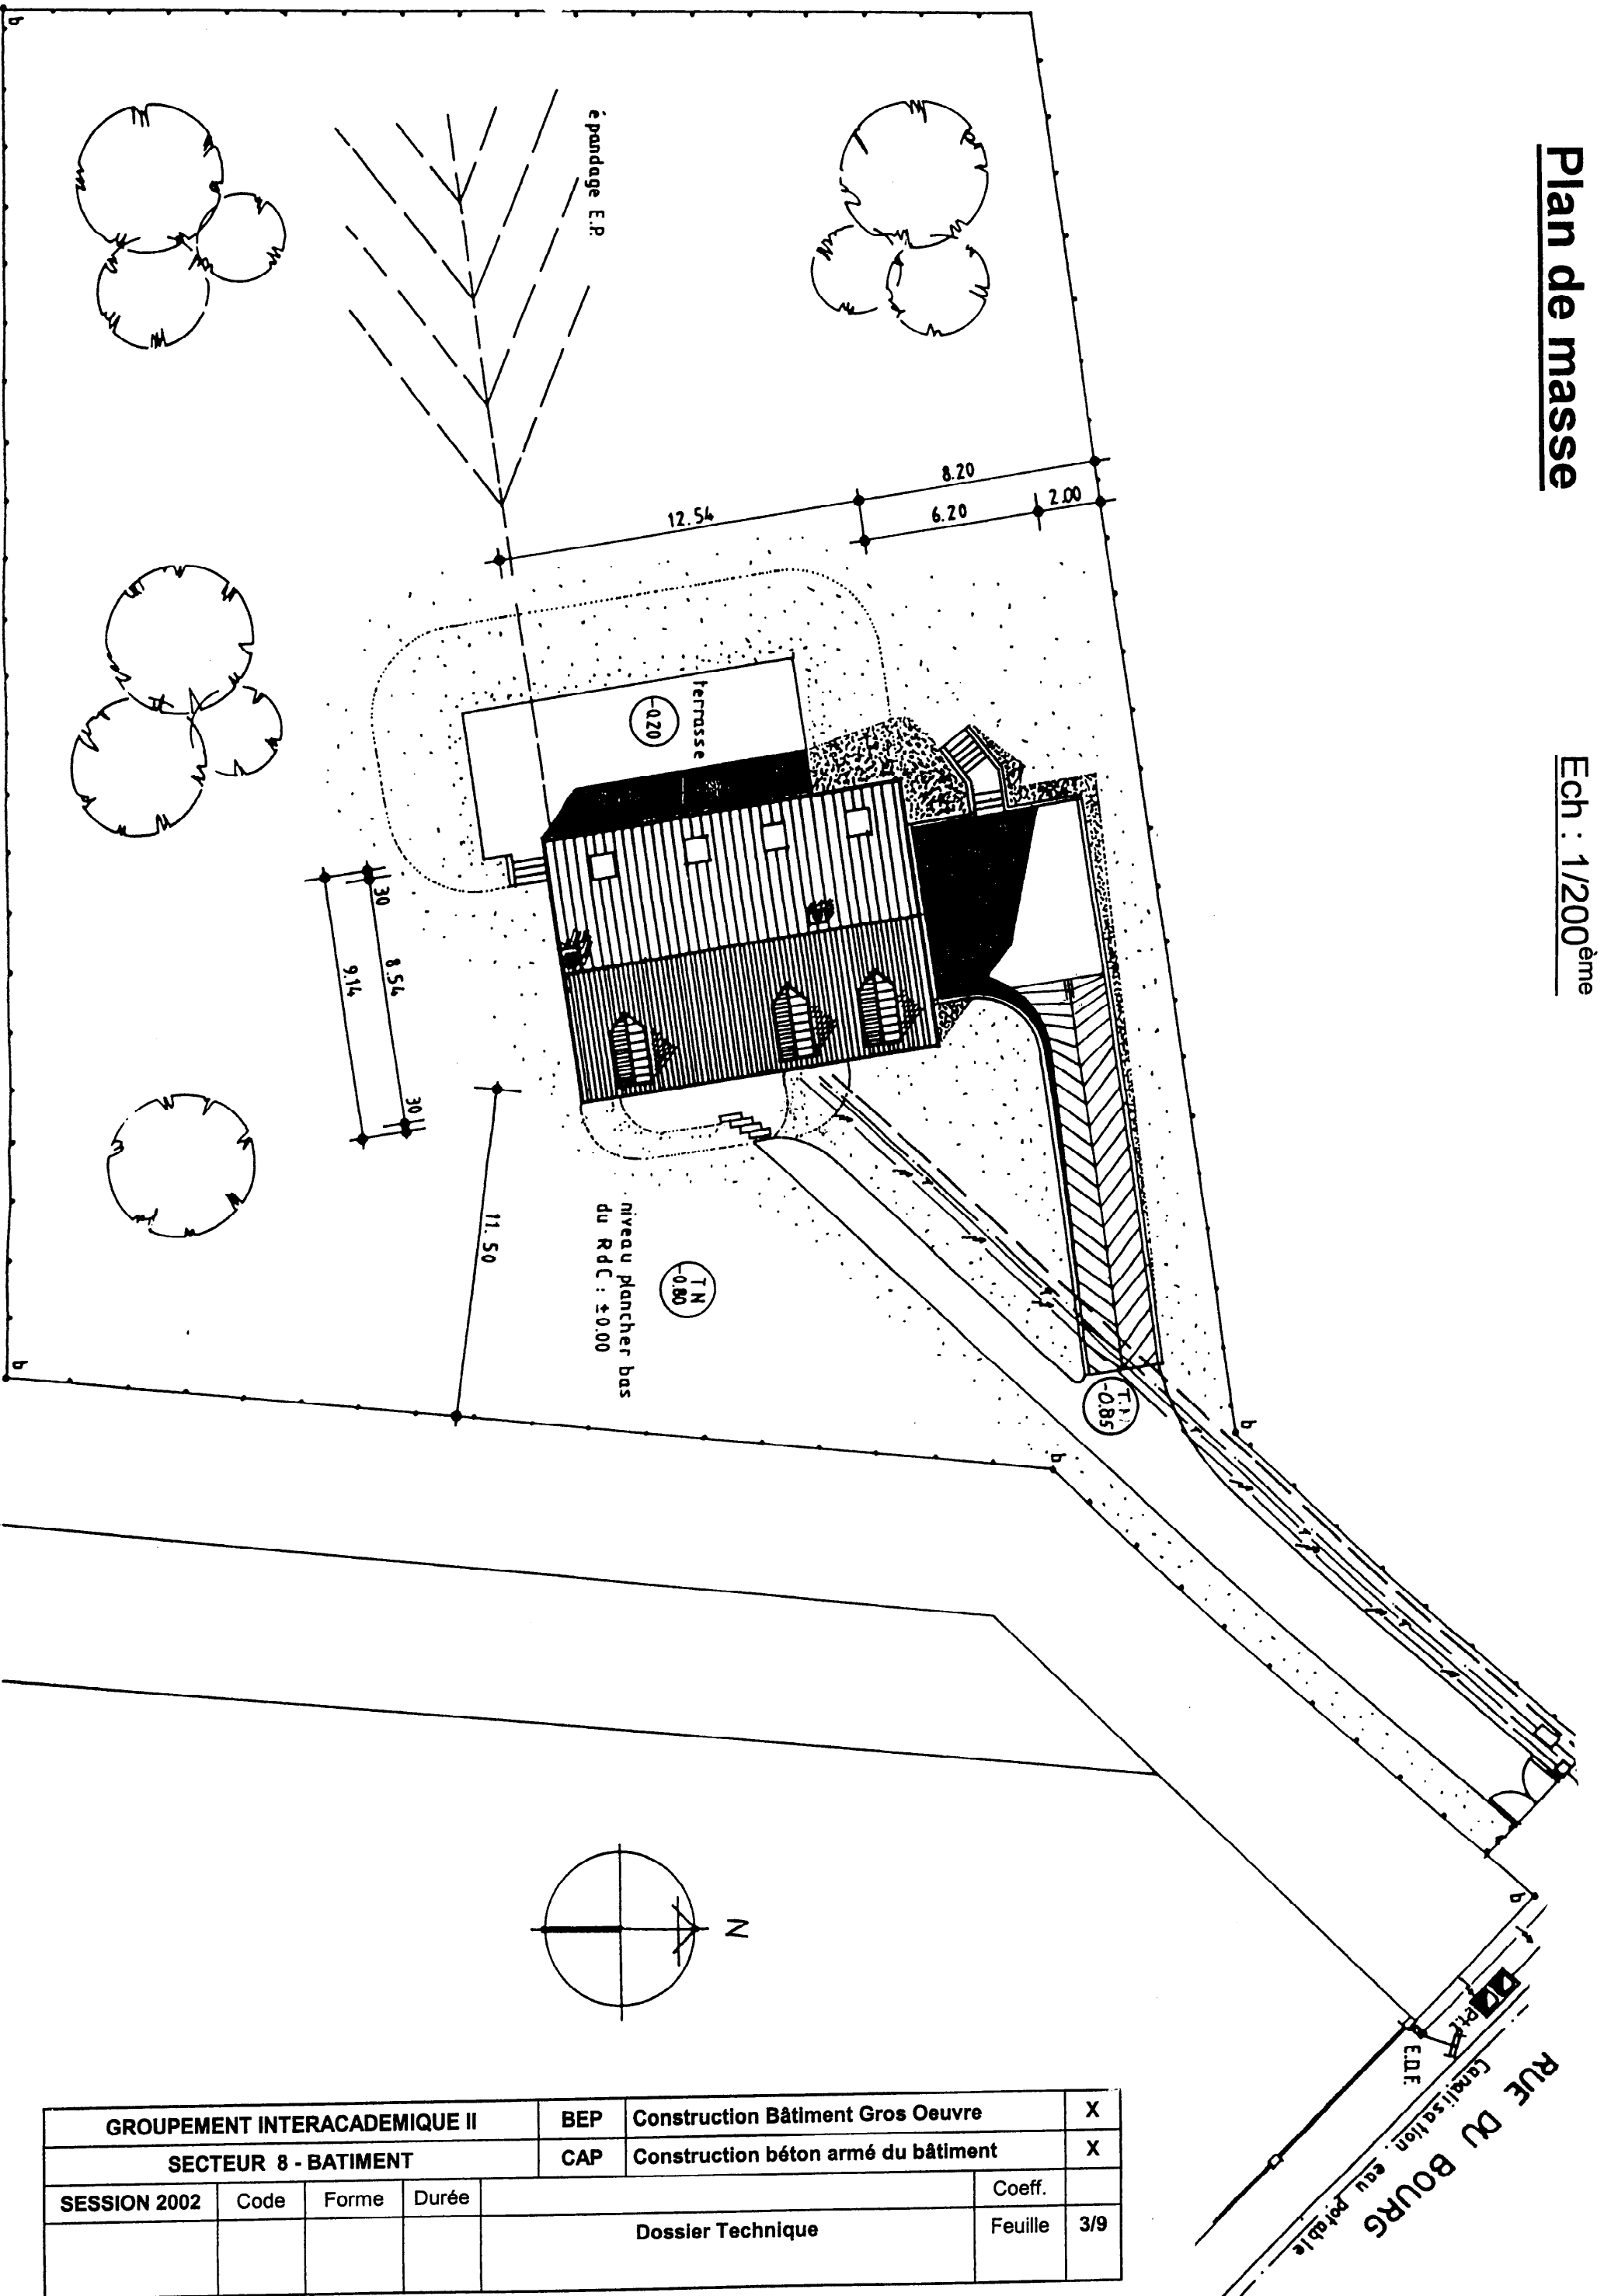 Plan de masse
Ech : 1/200ème
b
épandage E.P.
8.20
12.54
6.20
2.00
terrasse
-0.20
30
8.54
9.14
30
11.50
niveau plancher bas
du RdC : ±0.00
T N
-0.80
T.N
-0.85
b
b
b
b
N
E.D.F.
RUE DU BOURG
Canalisation eau potable
GROUPEMENT INTERACADEMIQUE II
BEP
Construction Bâtiment Gros Oeuvre
X
SECTEUR 8 - BATIMENT
CAP
Construction béton armé du bâtiment
X
SESSION 2002
Code
Forme
Durée
Coeff.
Dossier Technique
Feuille
3/9